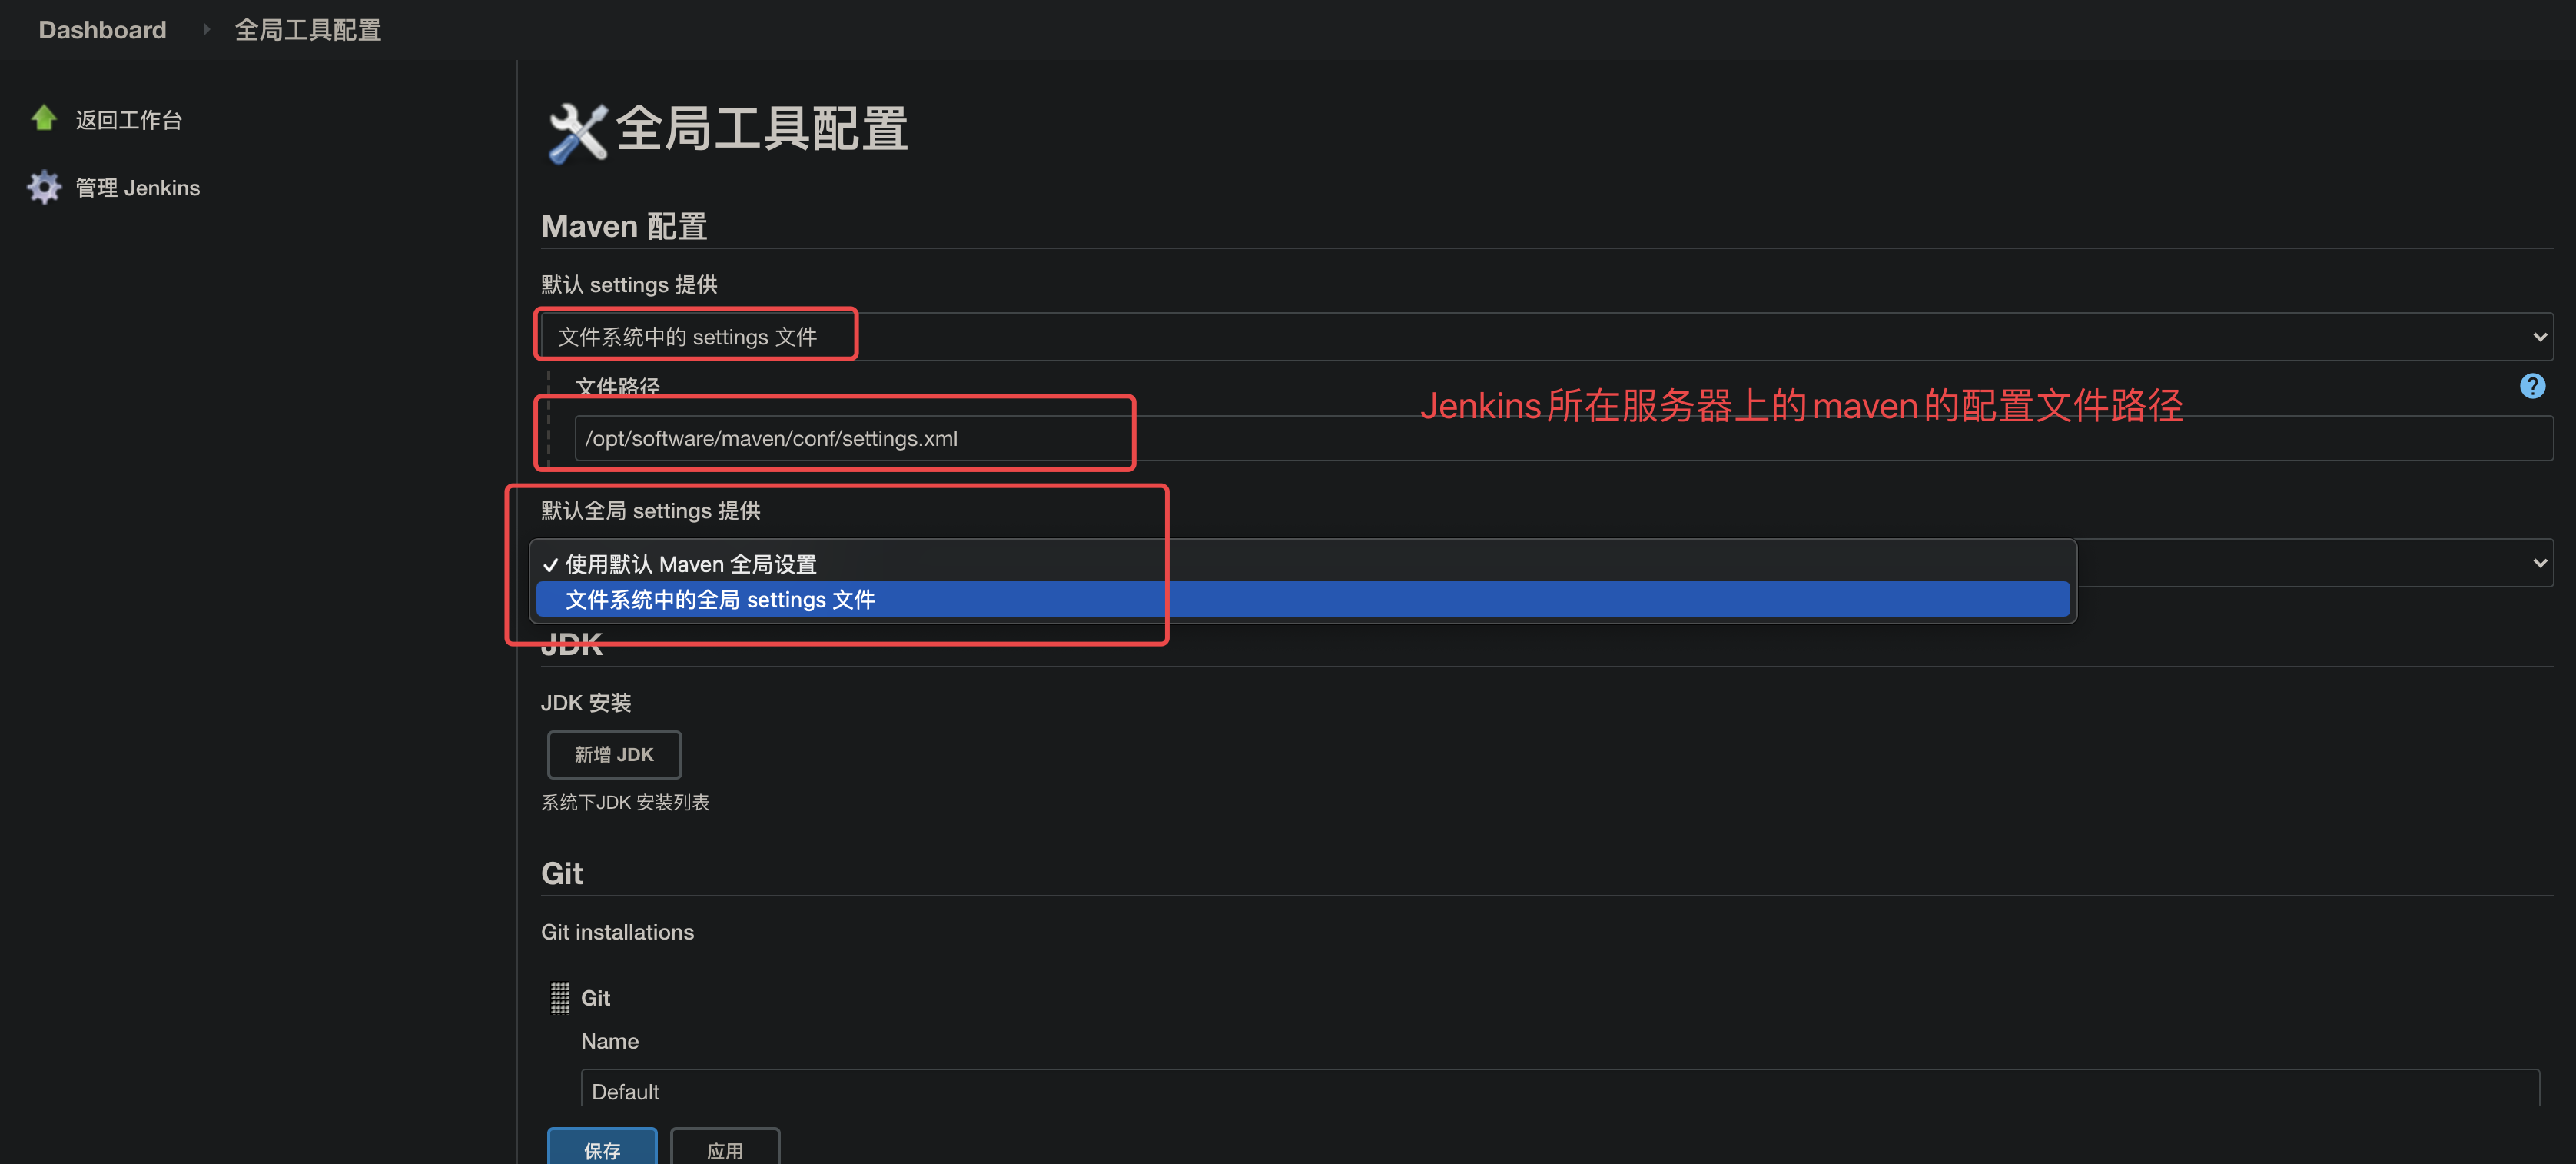 Dashboard
全局工具配置
返回工作台
管理 Jenkins
全局工具配置
Maven 配置
默认 settings 提供
文件系统中的 settings 文件
文件路径
Jenkins所在服务器上的maven的配置文件路径
?
/opt/software/maven/conf/settings.xml
默认全局 settings 提供
✓ 使用默认 Maven 全局设置
文件系统中的全局 settings 文件
JDK
JDK 安装
新增 JDK
系统下JDK 安装列表
Git
Git installations
Git
Name
Default
保存
应用